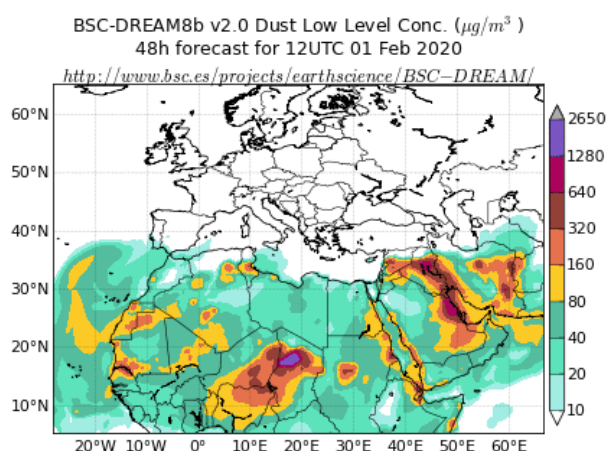 BSC-DREAM8b v2.0 Dust Low Level Conc. (μg/m³ )
48h forecast for 12UTC 01 Feb 2020
http://www.bsc.es/projects/earthscience/BSC−DREAM/
60°N
50°N
40°N
30°N
20°N
10°N
20°W 10°W 0° 10°E 20°E 30°E 40°E 50°E 60°E
2650
1280
640
320
160
80
40
20
10